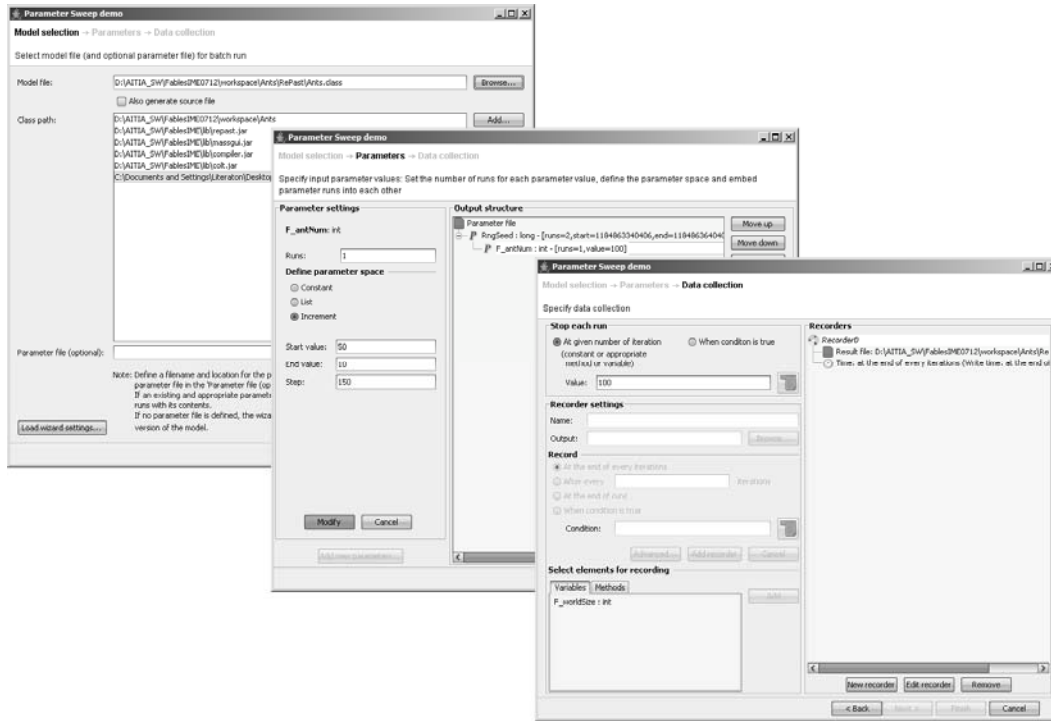 Parameter Sweep demo
Model selection → Parameters → Data collection
Select model file (and optional parameter file) for batch run
Model file:
D:\AITIA_SW\FablesIME0712\workspace\Ants\RePast\Ants.class
Browse...
Also generate source file
Class path:
D:\AITIA_SW\FablesIME0712\workspace\Ants
D:\AITIA_SW\FablesIME\lib\repast.jar
D:\AITIA_SW\FablesIME\lib\massgui.jar
D:\AITIA_SW\FablesIME\lib\compiler.jar
D:\AITIA_SW\FablesIME\lib\colt.jar
C:\Documents and Settings\Literaton\Desktop
Add...
Parameter file (optional):
Note: Define a filename and location for the p
parameter file in the 'Parameter file (op
If an existing and appropriate paramete
runs with its contents.
If no parameter file is defined, the wiza
version of the model.
Load wizard settings...
Parameter Sweep demo
Model selection → Parameters → Data collection
Specify input parameter values: Set the number of runs for each parameter value, define the parameter space and embed
parameter runs into each other
Parameter settings
F_antNum: int
Runs: 1
Define parameter space
Constant
List
Increment
Start value: 50
End value: 10
Step: 150
Modify
Cancel
Add new parameters...
Output structure
Parameter file
RngSeed : long - [runs=2,start=1184863340406,end=118486364040
F_antNum : int - [runs=1,value=100]
Move up
Move down
Parameter Sweep demo
Model selection → Parameters → Data collection
Specify data collection
Stop each run
At given number of iteration
(constant or appropriate
method or variable)
When conditon is true
Value: 100
Recorder settings
Name:
Output:
Browse...
Record
At the end of every iterations
After every
iterations
At the end of runs
When condition is true
Condition:
Advanced...
Add recorder
Cancel
Select elements for recording
Variables
Methods
F_worldSize : int
Add
Recorders
Recorder0
Result file: D:\AITIA_SW\FablesIME0712\workspace\Ants\Re
Time: at the end of every iterations (Write time: at the end of
New recorder
Edit recorder
Remove
< Back
Next >
Finish
Cancel